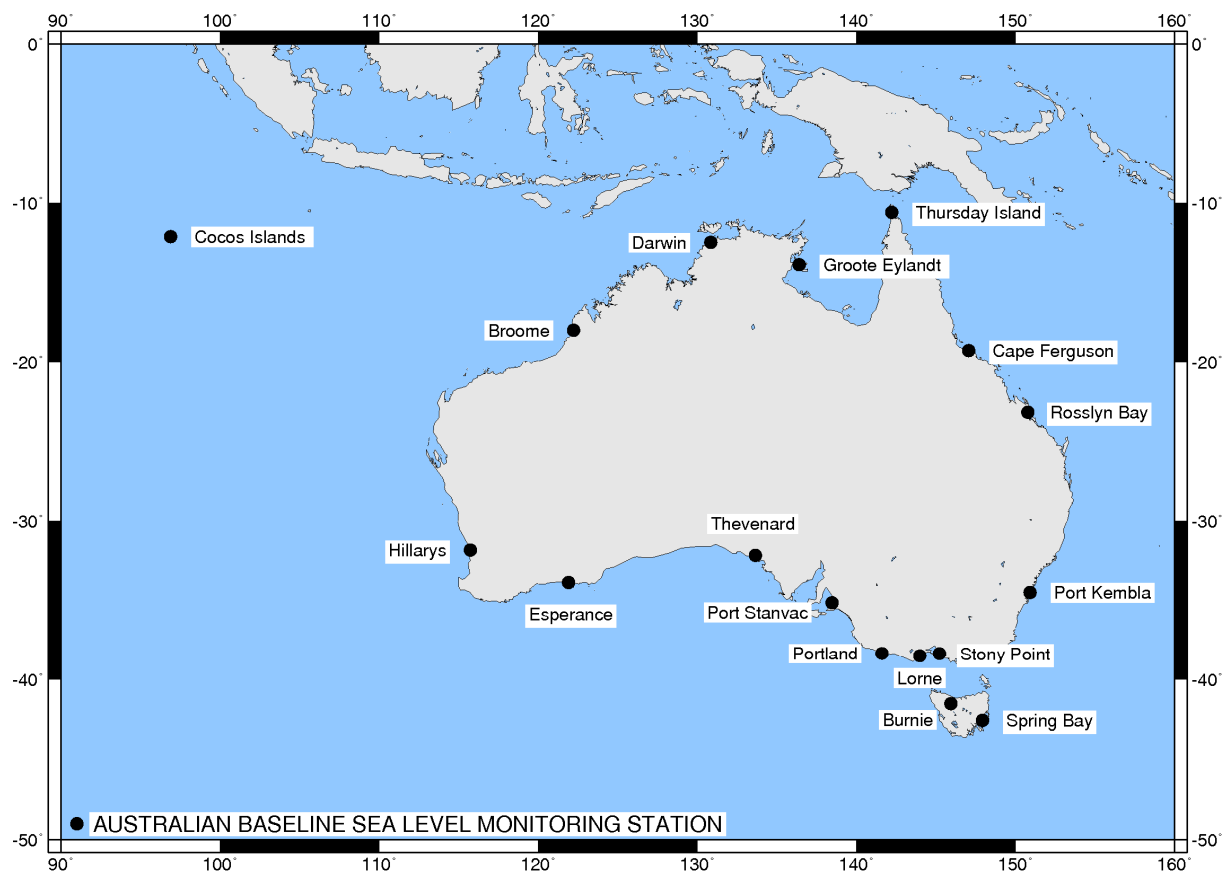 90° 100° 110° 120° 130° 140° 150° 160°
0° 0°
-10° -10°
Thursday Island
Cocos Islands
Darwin
Groote Eylandt
Broome
Cape Ferguson
-20° -20°
Rosslyn Bay
-30° -30°
Thevenard
Hillarys
Port Kembla
Esperance
Port Stanvac
Portland
Stony Point
Lorne
-40° -40°
Burnie
Spring Bay
AUSTRALIAN BASELINE SEA LEVEL MONITORING STATION
-50° -50°
90° 100° 110° 120° 130° 140° 150° 160°